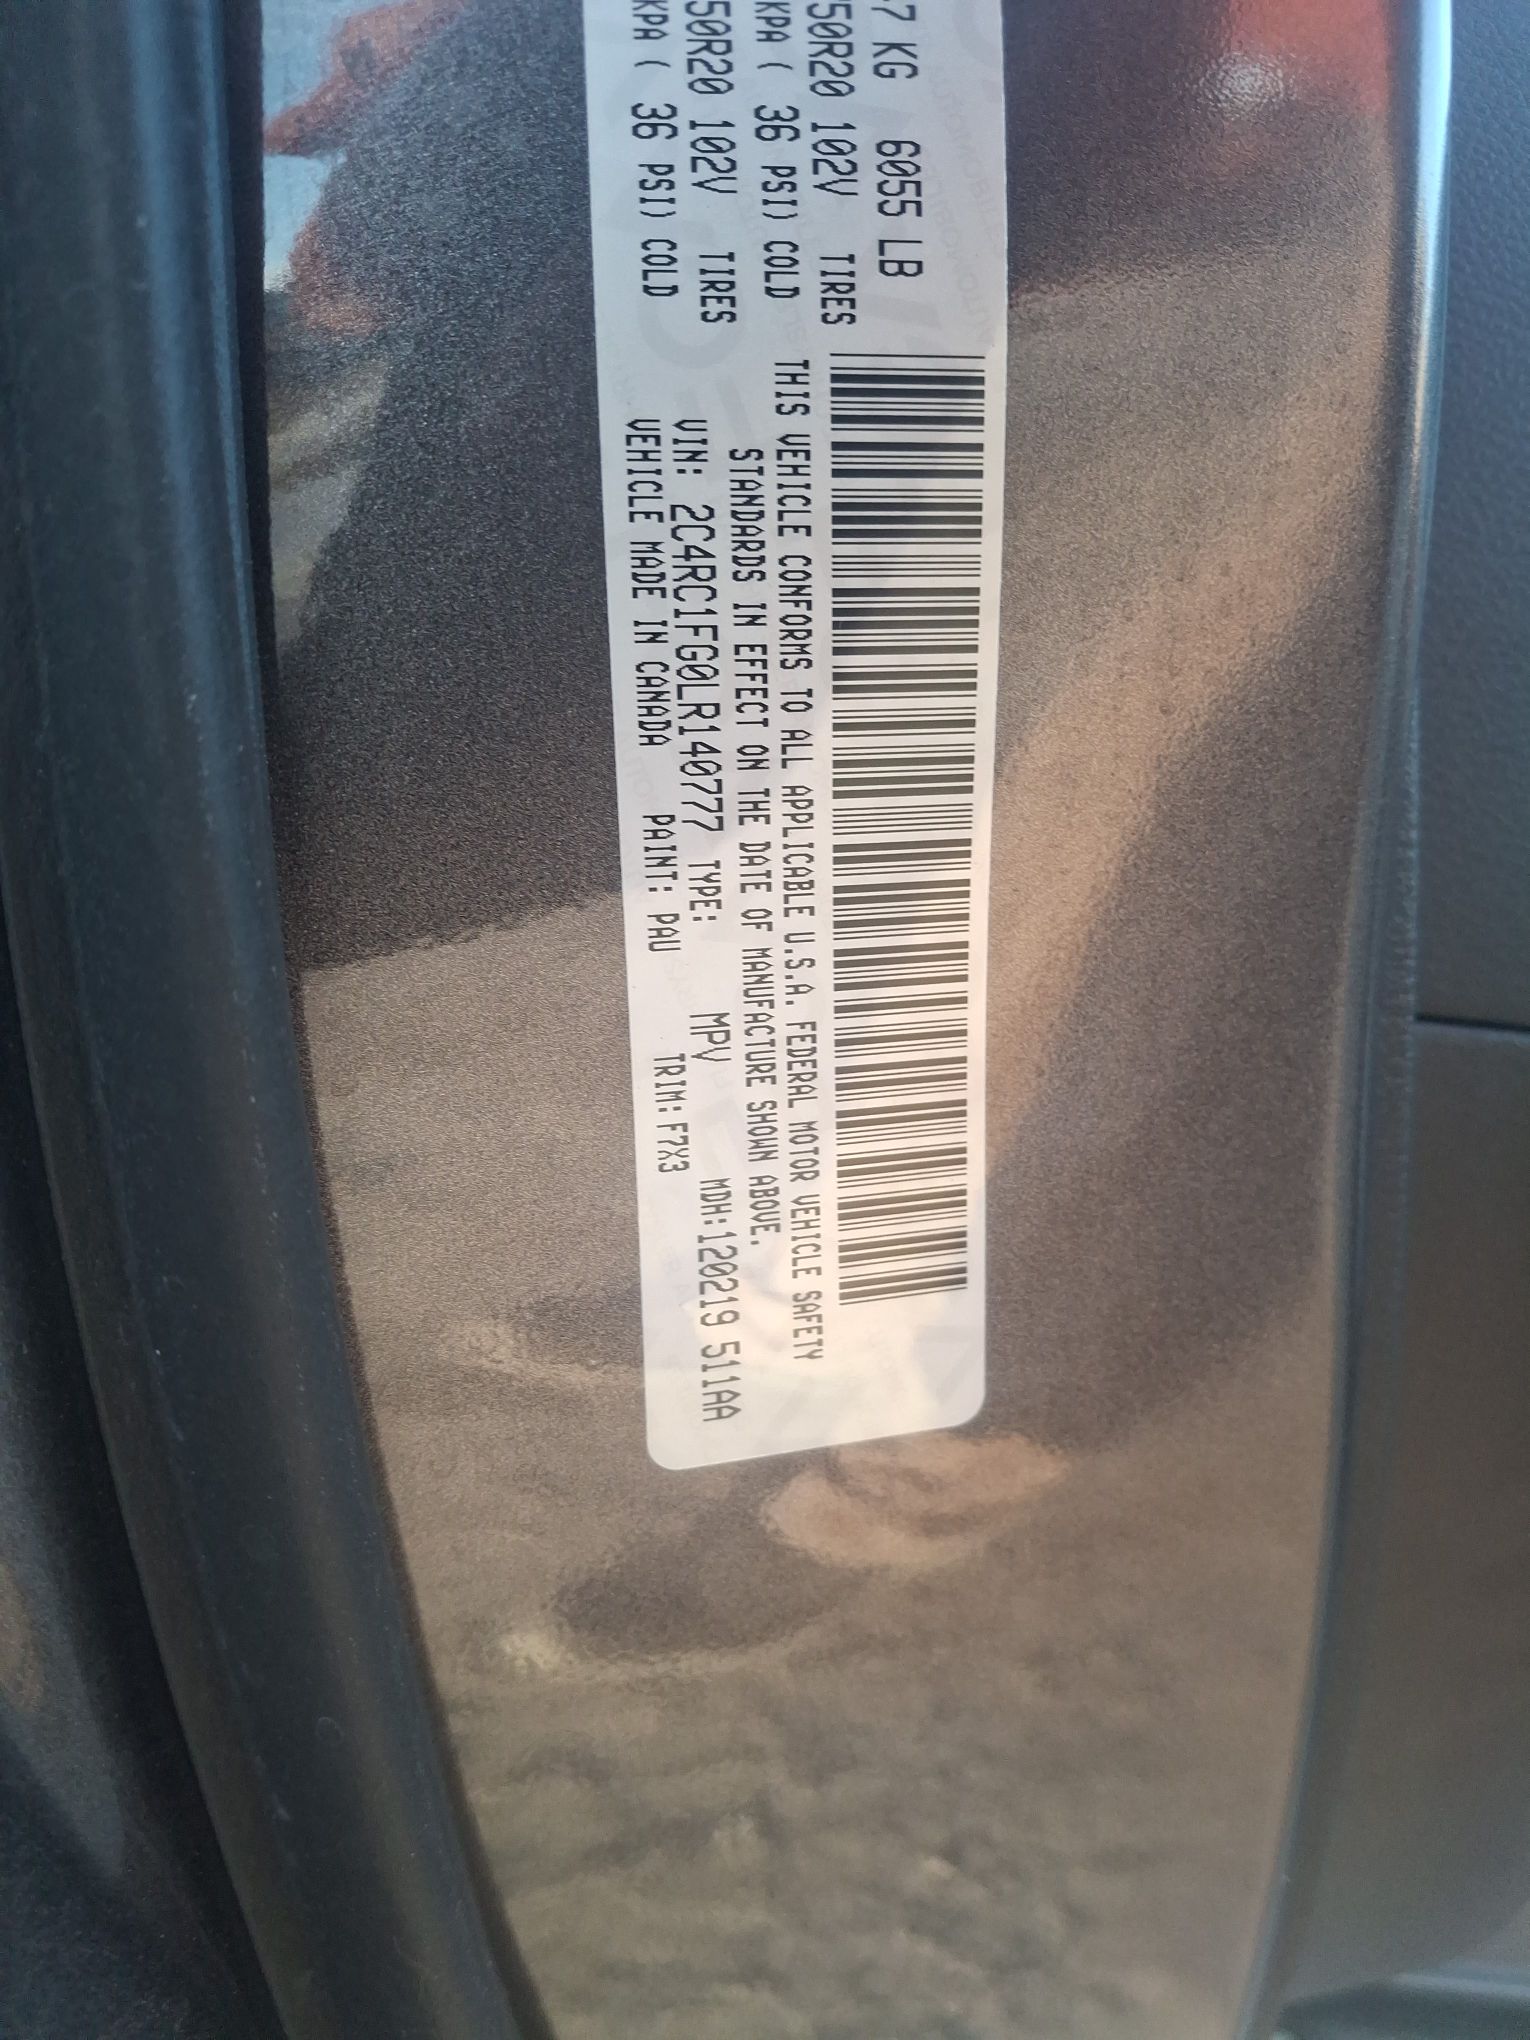 7 KG 6055 LB
50R20 102V TIRES
KPA ( 36 PSI) COLD
50R20 102V TIRES
KPA ( 36 PSI) COLD
THIS VEHICLE CONFORMS TO ALL APPLICABLE U.S.A. FEDERAL MOTOR VEHICLE SAFETY
STANDARDS IN EFFECT ON THE DATE OF MANUFACTURE SHOWN ABOVE.
VIN: 2C4RC1FG0LR140777 TYPE: MPV MDH:120219 511AA
VEHICLE MADE IN CANADA PAINT: PAU TRIM: F7X3